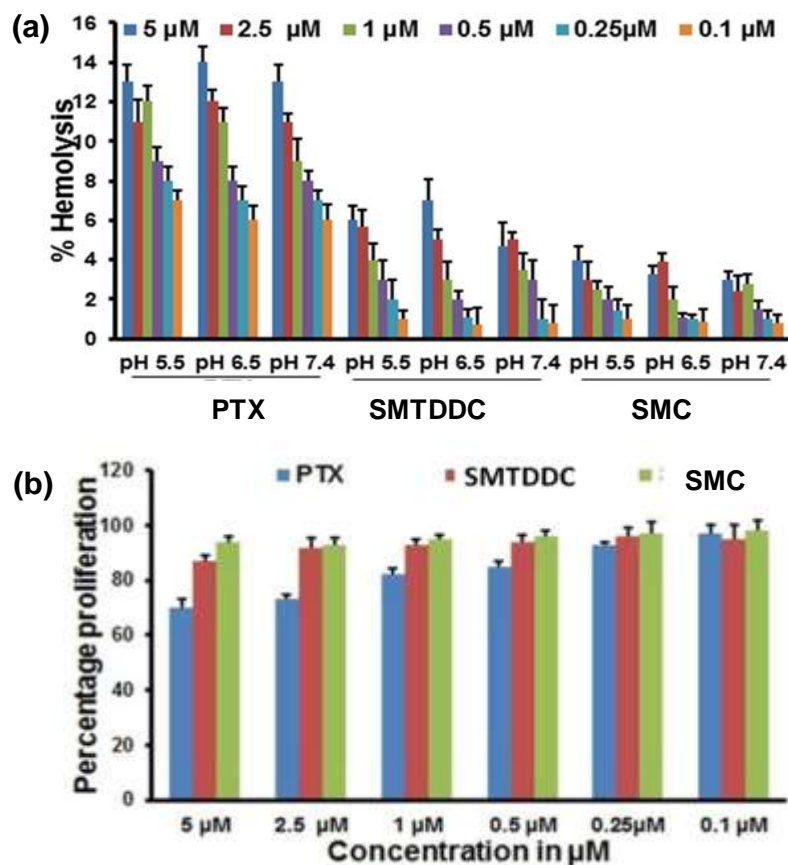 (a)
16
5 µM 2.5 µM 1 µM 0.5 µM 0.25µM 0.1 µM
14
12
10
8
6
4
2
0
% Hemolysis
pH 5.5 pH 6.5 pH 7.4 pH 5.5 pH 6.5 pH 7.4 pH 5.5 pH 6.5 pH 7.4
PTX SMTDDC SMC
(b)
120
PTX SMTDDC SMC
100
80
60
40
20
0
Percentage proliferation
5 µM 2.5 µM 1 µM 0.5 µM 0.25µM 0.1 µM
Concentration in µM